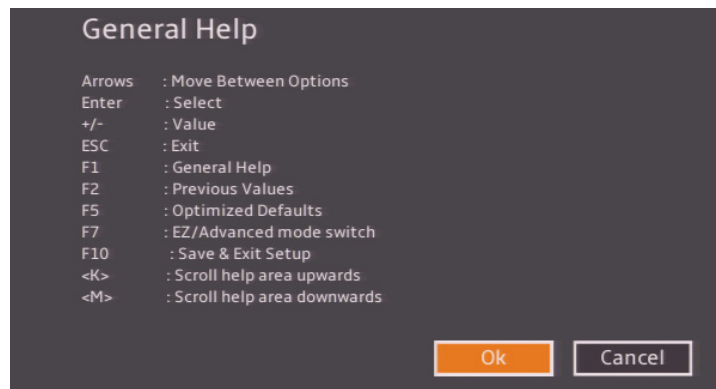 General Help
Arrows : Move Between Options
Enter : Select
+/- : Value
ESC : Exit
F1 : General Help
F2 : Previous Values
F5 : Optimized Defaults
F7 : EZ/Advanced mode switch
F10 : Save & Exit Setup
<K> : Scroll help area upwards
<M> : Scroll help area downwards
Ok Cancel